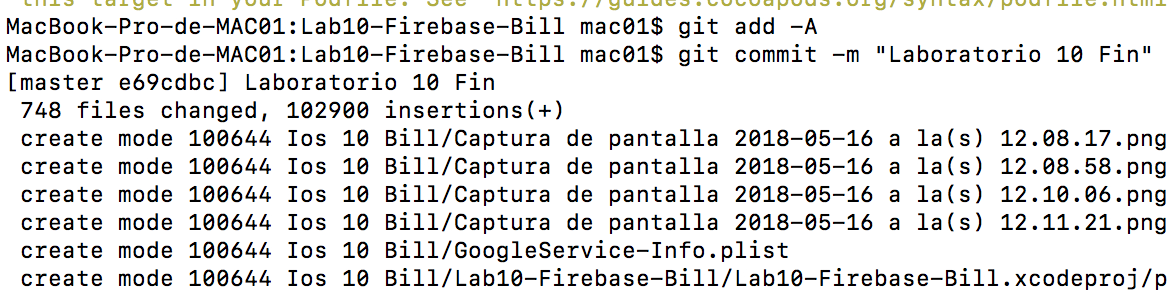 this target in your Podfile. See `https://guides.cocoapods.org/syntax/podfile.html
MacBook-Pro-de-MAC01:Lab10-Firebase-Bill mac01$ git add -A
MacBook-Pro-de-MAC01:Lab10-Firebase-Bill mac01$ git commit -m "Laboratorio 10 Fin"
[master e69cdbc] Laboratorio 10 Fin
 748 files changed, 102900 insertions(+)
 create mode 100644 Ios 10 Bill/Captura de pantalla 2018-05-16 a la(s) 12.08.17.png
 create mode 100644 Ios 10 Bill/Captura de pantalla 2018-05-16 a la(s) 12.08.58.png
 create mode 100644 Ios 10 Bill/Captura de pantalla 2018-05-16 a la(s) 12.10.06.png
 create mode 100644 Ios 10 Bill/Captura de pantalla 2018-05-16 a la(s) 12.11.21.png
 create mode 100644 Ios 10 Bill/GoogleService-Info.plist
 create mode 100644 Ios 10 Bill/Lab10-Firebase-Bill/Lab10-Firebase-Bill.xcodeproj/p